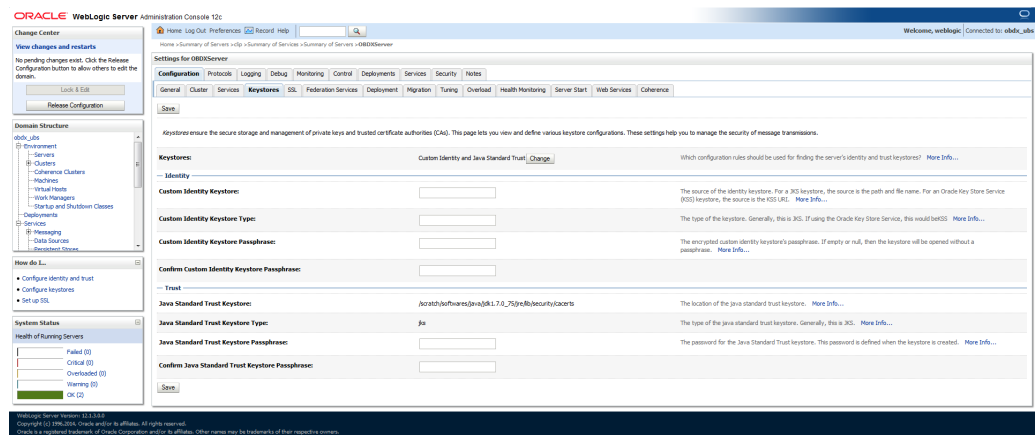 ORACLE WebLogic Server Administration Console 12c
Change Center
View changes and restarts
No pending changes exist. Click the Release
Configuration button to allow others to edit the
domain.
Lock & Edit
Release Configuration
Domain Structure
obdx_ubs
Environment
Servers
Clusters
Coherence Clusters
Machines
Virtual Hosts
Work Managers
Startup and Shutdown Classes
Deployments
Services
Messaging
Data Sources
Persistent Stores
How do I...
Configure identity and trust
Configure keystores
Set up SSL
System Status
Health of Running Servers
Failed (0)
Critical (0)
Overloaded (0)
Warning (0)
OK (2)
Home Log Out Preferences Record Help
Welcome, weblogic Connected to: obdx_ubs
Home >Summary of Servers >clip >Summary of Services >Summary of Servers >OBDXServer
Settings for OBDXServer
Configuration Protocols Logging Debug Monitoring Control Deployments Services Security Notes
General Cluster Services Keystores SSL Federation Services Deployment Migration Tuning Overload Health Monitoring Server Start Web Services Coherence
Save
Keystores ensure the secure storage and management of private keys and trusted certificate authorities (CAs). This page lets you view and define various keystore configurations. These settings help you to manage the security of message transmissions.
Keystores: Custom Identity and Java Standard Trust Change Which configuration rules should be used for finding the server's identity and trust keystores? More Info...
Identity
Custom Identity Keystore: The source of the identity keystore. For a JKS keystore, the source is the path and file name. For an Oracle Key Store Service
(KSS) keystore, the source is the KSS URI. More Info...
Custom Identity Keystore Type: The type of the keystore. Generally, this is JKS. If using the Oracle Key Store Service, this would beKSS More Info...
Custom Identity Keystore Passphrase: The encrypted custom identity keystore's passphrase. If empty or null, then the keystore will be opened without a
passphrase. More Info...
Confirm Custom Identity Keystore Passphrase:
Trust
Java Standard Trust Keystore: /scratch/softwares/java/jdk1.7.0_75/jre/lib/security/cacerts The location of the java standard trust keystore. More Info...
Java Standard Trust Keystore Type: jks The type of the java standard trust keystore. Generally, this is JKS. More Info...
Java Standard Trust Keystore Passphrase: The password for the Java Standard Trust keystore. This password is defined when the keystore is created. More Info...
Confirm Java Standard Trust Keystore Passphrase:
Save
WebLogic Server Version: 12.1.3.0.0
Copyright (c) 1996,2014, Oracle and/or its affiliates. All rights reserved.
Oracle is a registered trademark of Oracle Corporation and/or its affiliates. Other names may be trademarks of their respective owners.